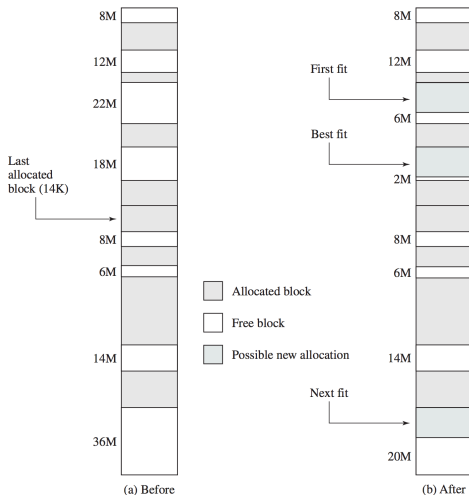 8M
12M
22M
18M
Last
allocated
block (14K)
8M
6M
14M
36M
(a) Before
Allocated block
Free block
Possible new allocation
8M
12M
First fit
6M
Best fit
2M
8M
6M
14M
Next fit
20M
(b) After